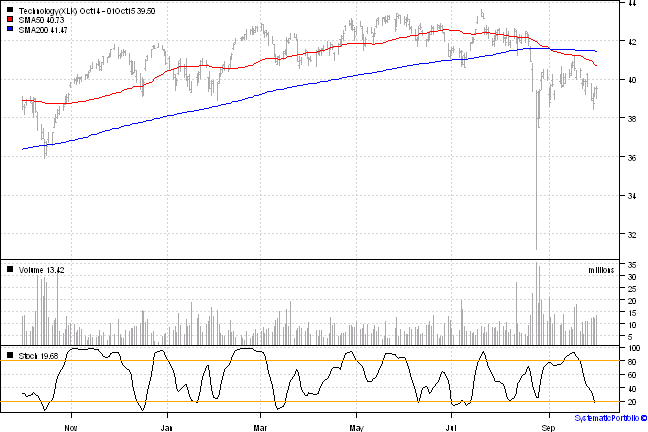 Technology(XLK) Oct14 - 01Oct15 39.50
SMA50 40.73
SMA200 41.47
44
42
40
38
36
34
32
Volume 13.42
millions
35
30
25
20
15
10
5
Stoch 19.68
100
80
60
40
20
Nov
Jan
Mar
May
Jul
Sep
SystematicPortfolio ©